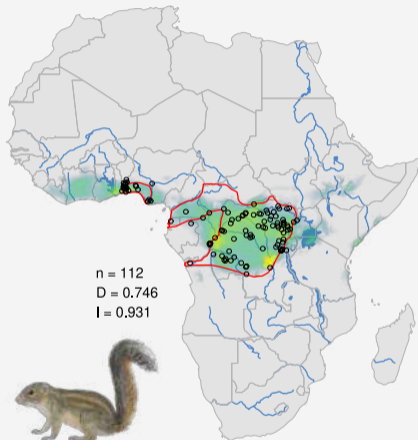 n = 112
D = 0.746
I = 0.931